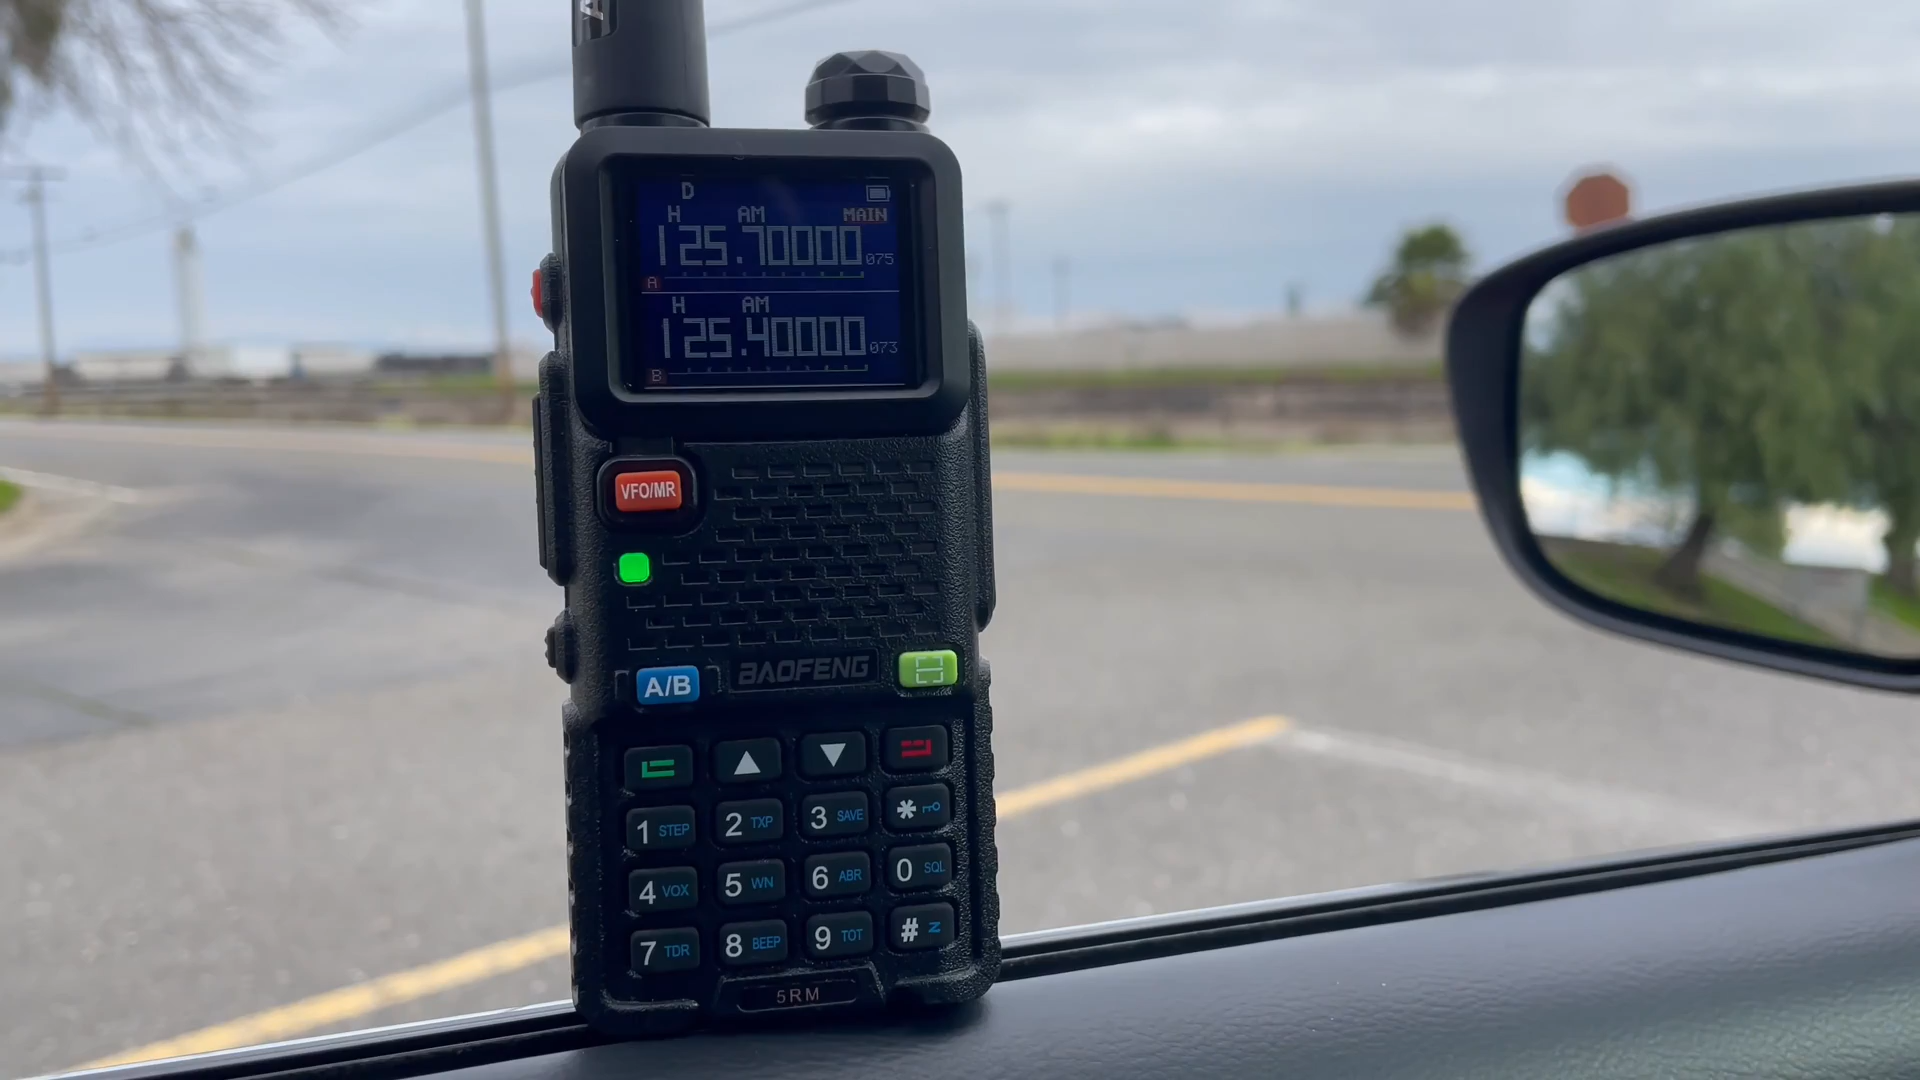 D
H AM MAIN
125.70000 075
A
H AM
125.40000 073
B
VFO/MR
A/B BAOFENG
1 STEP 2 TXP 3 SAVE *
4 VOX 5 WN 6 ABR 0 SQL
7 TDR 8 BEEP 9 TOT # N
5RM